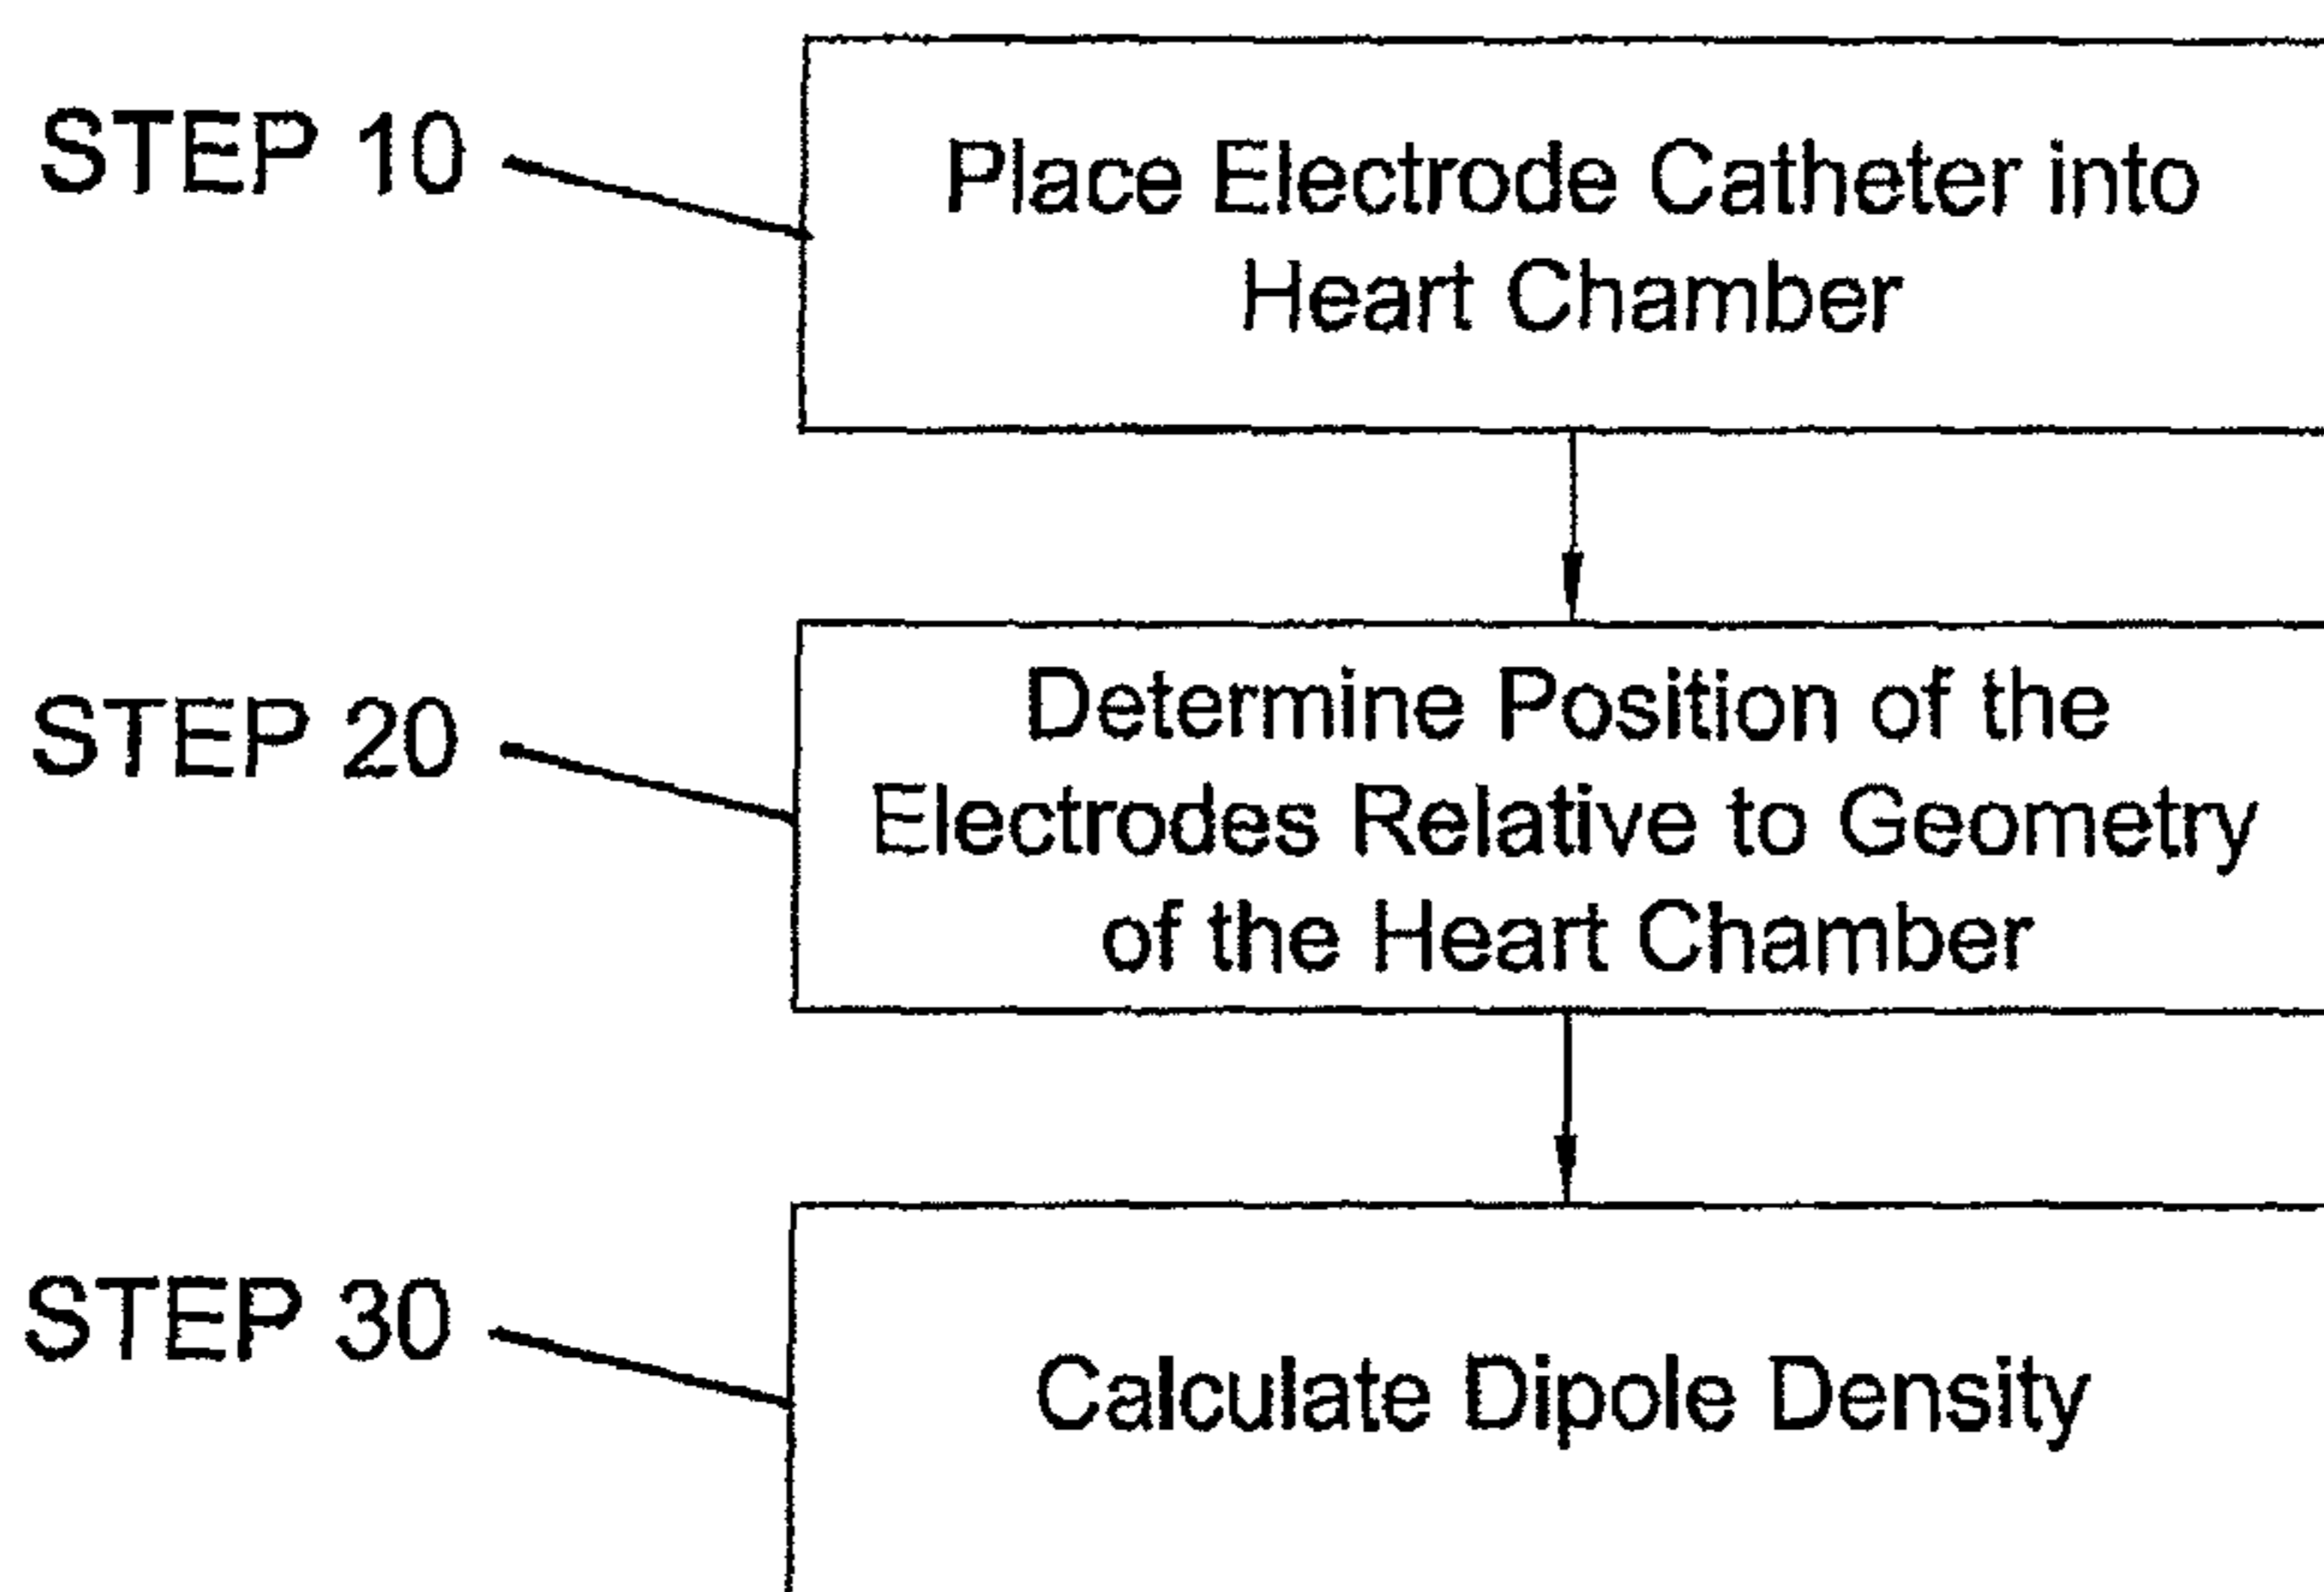 STEP 10
Place Electrode Catheter into
Heart Chamber
STEP 20
Determine Position of the
Electrodes Relative to Geometry
of the Heart Chamber
STEP 30
Calculate Dipole Density